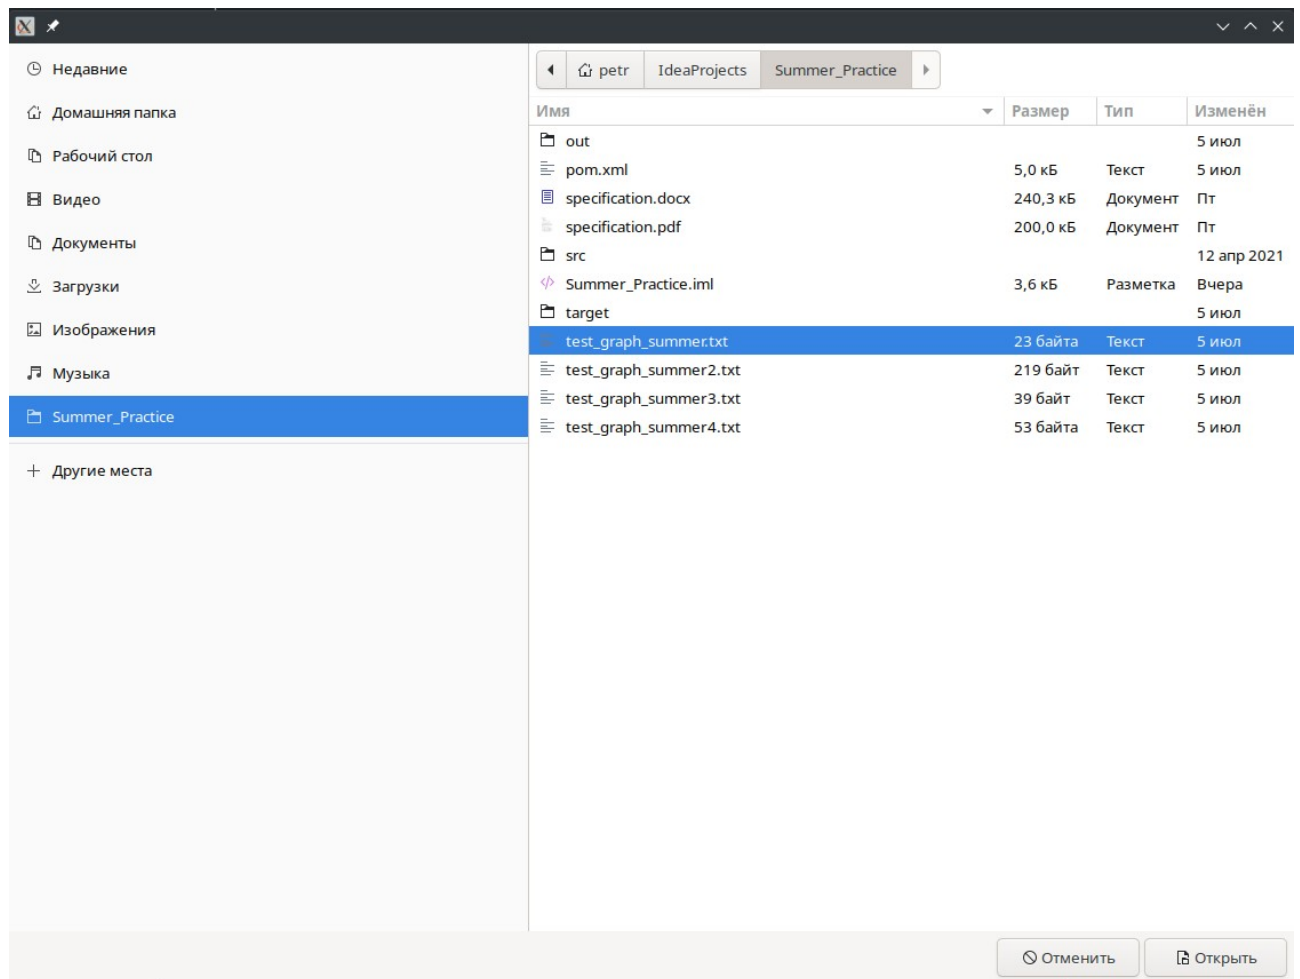 Недавние
Домашняя папка
Рабочий стол
Видео
Документы
Загрузки
Изображения
Музыка
Summer_Practice
Другие места
petr IdeaProjects Summer_Practice
Имя Размер Тип Изменён
out 5 июл
pom.xml 5,0 кБ Текст 5 июл
specification.docx 240,3 кБ Документ Пт
specification.pdf 200,0 кБ Документ Пт
src 12 апр 2021
Summer_Practice.iml 3,6 кБ Разметка Вчера
target 5 июл
test_graph_summer.txt 23 байта Текст 5 июл
test_graph_summer2.txt 219 байт Текст 5 июл
test_graph_summer3.txt 39 байт Текст 5 июл
test_graph_summer4.txt 53 байта Текст 5 июл
Отменить Открыть